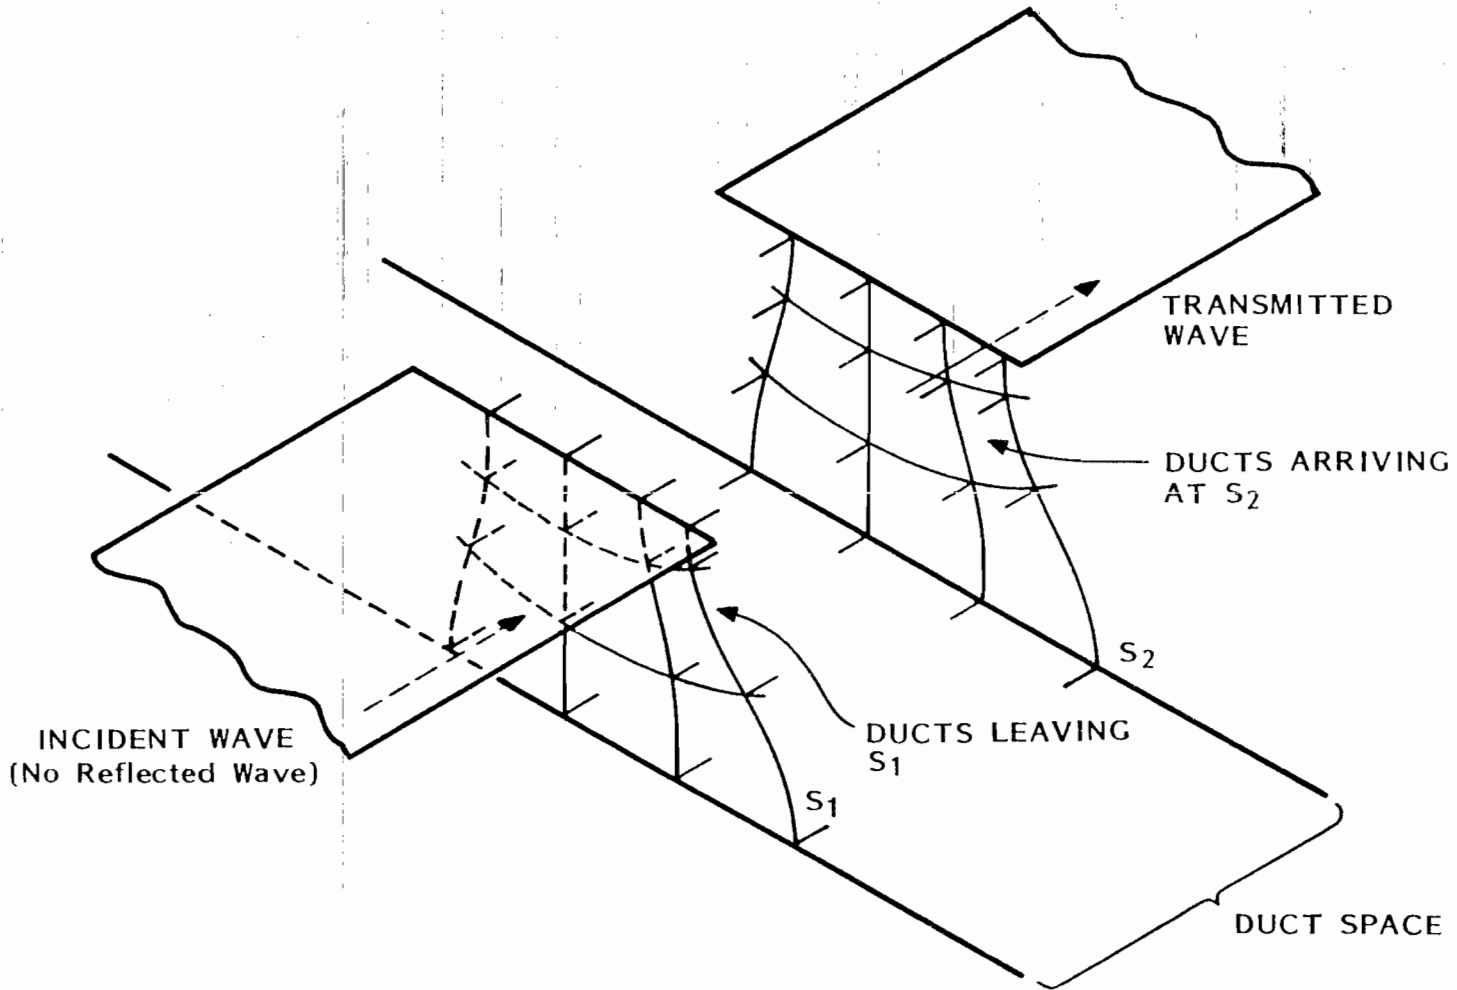 TRANSMITTED
WAVE
DUCTS ARRIVING
AT S2
S2
INCIDENT WAVE
(No Reflected Wave)
DUCTS LEAVING
S1
S1
DUCT SPACE